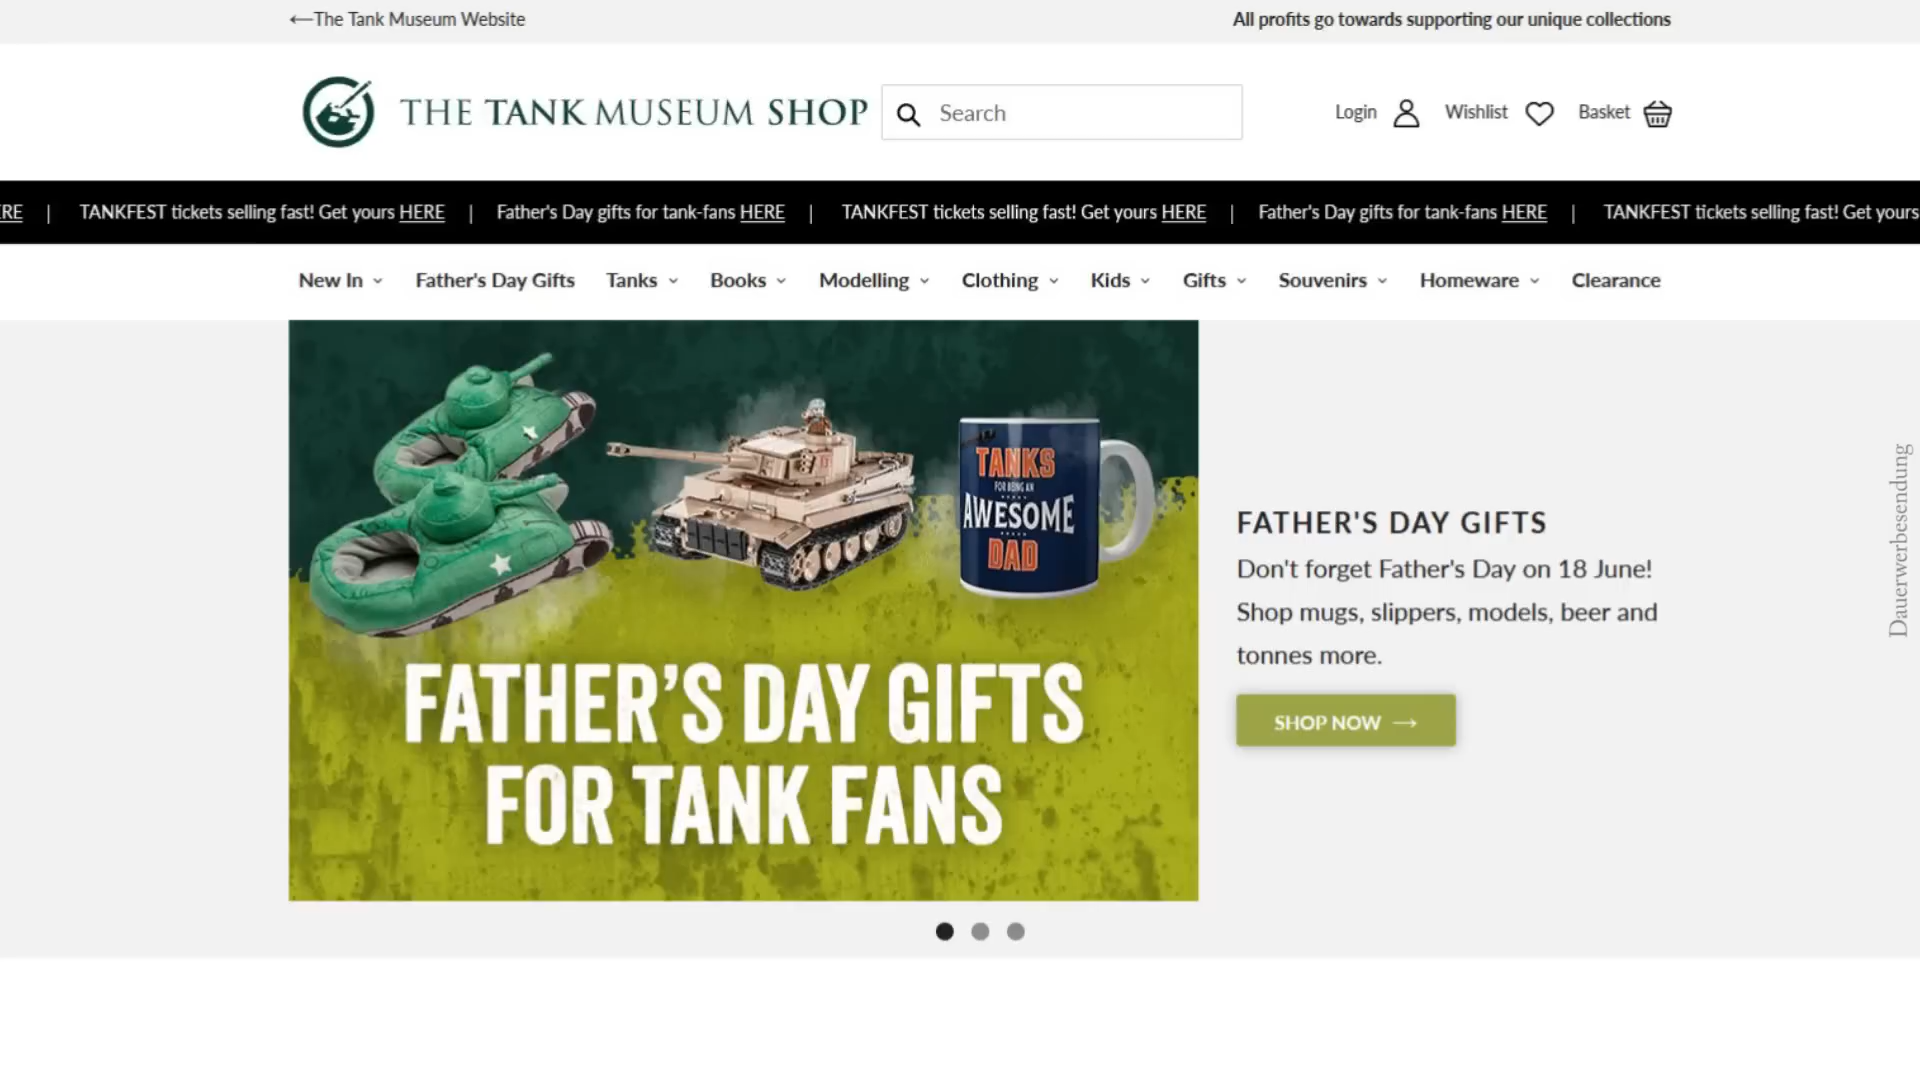 ←The Tank Museum Website
All profits go towards supporting our unique collections
THE TANK MUSEUM SHOP
Search
Login
Wishlist
Basket
RE | TANKFEST tickets selling fast! Get yours HERE | Father's Day gifts for tank-fans HERE | TANKFEST tickets selling fast! Get yours HERE | Father's Day gifts for tank-fans HERE | TANKFEST tickets selling fast! Get yours
New In
Father's Day Gifts
Tanks
Books
Modelling
Clothing
Kids
Gifts
Souvenirs
Homeware
Clearance
TANKS
FOR BEING AN
AWESOME
DAD
FATHER'S DAY GIFTS
FOR TANK FANS
FATHER'S DAY GIFTS
Don't forget Father's Day on 18 June!
Shop mugs, slippers, models, beer and
tonnes more.
SHOP NOW →
Dauerwerbesendung